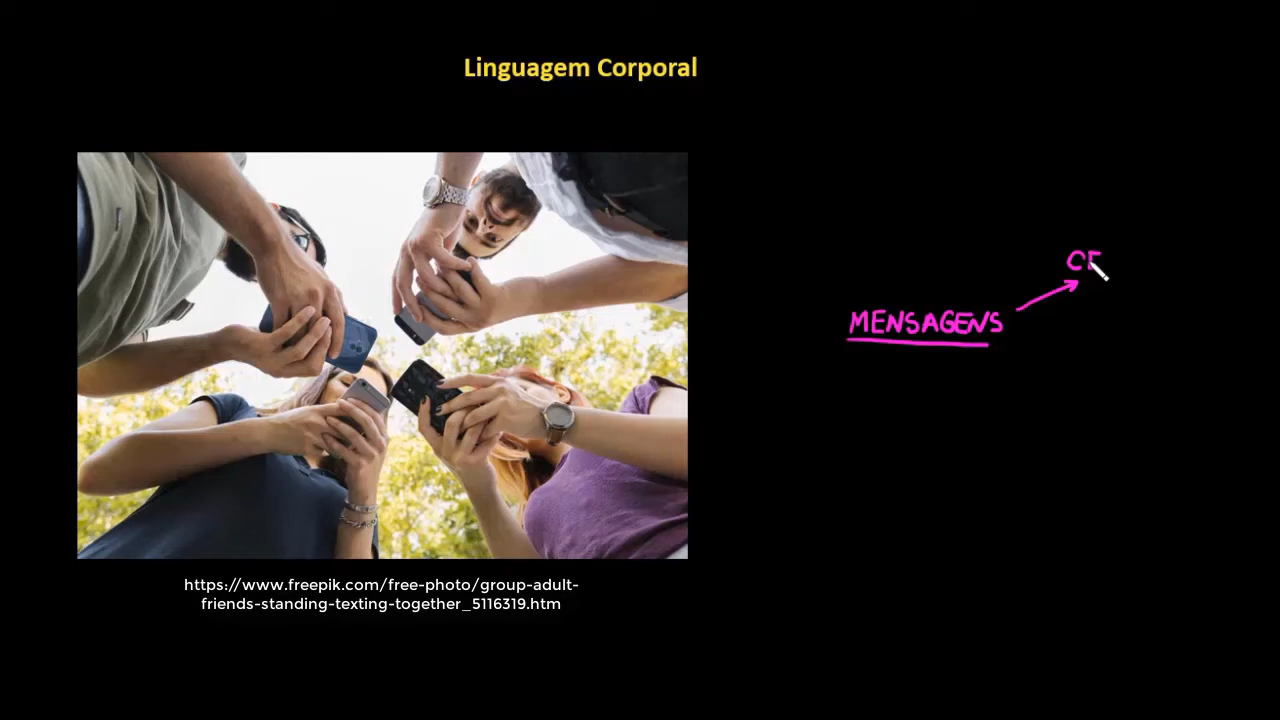 Linguagem Corporal
MENSAGENS
https://www.freepik.com/free-photo/group-adult-
friends-standing-texting-together_5116319.htm